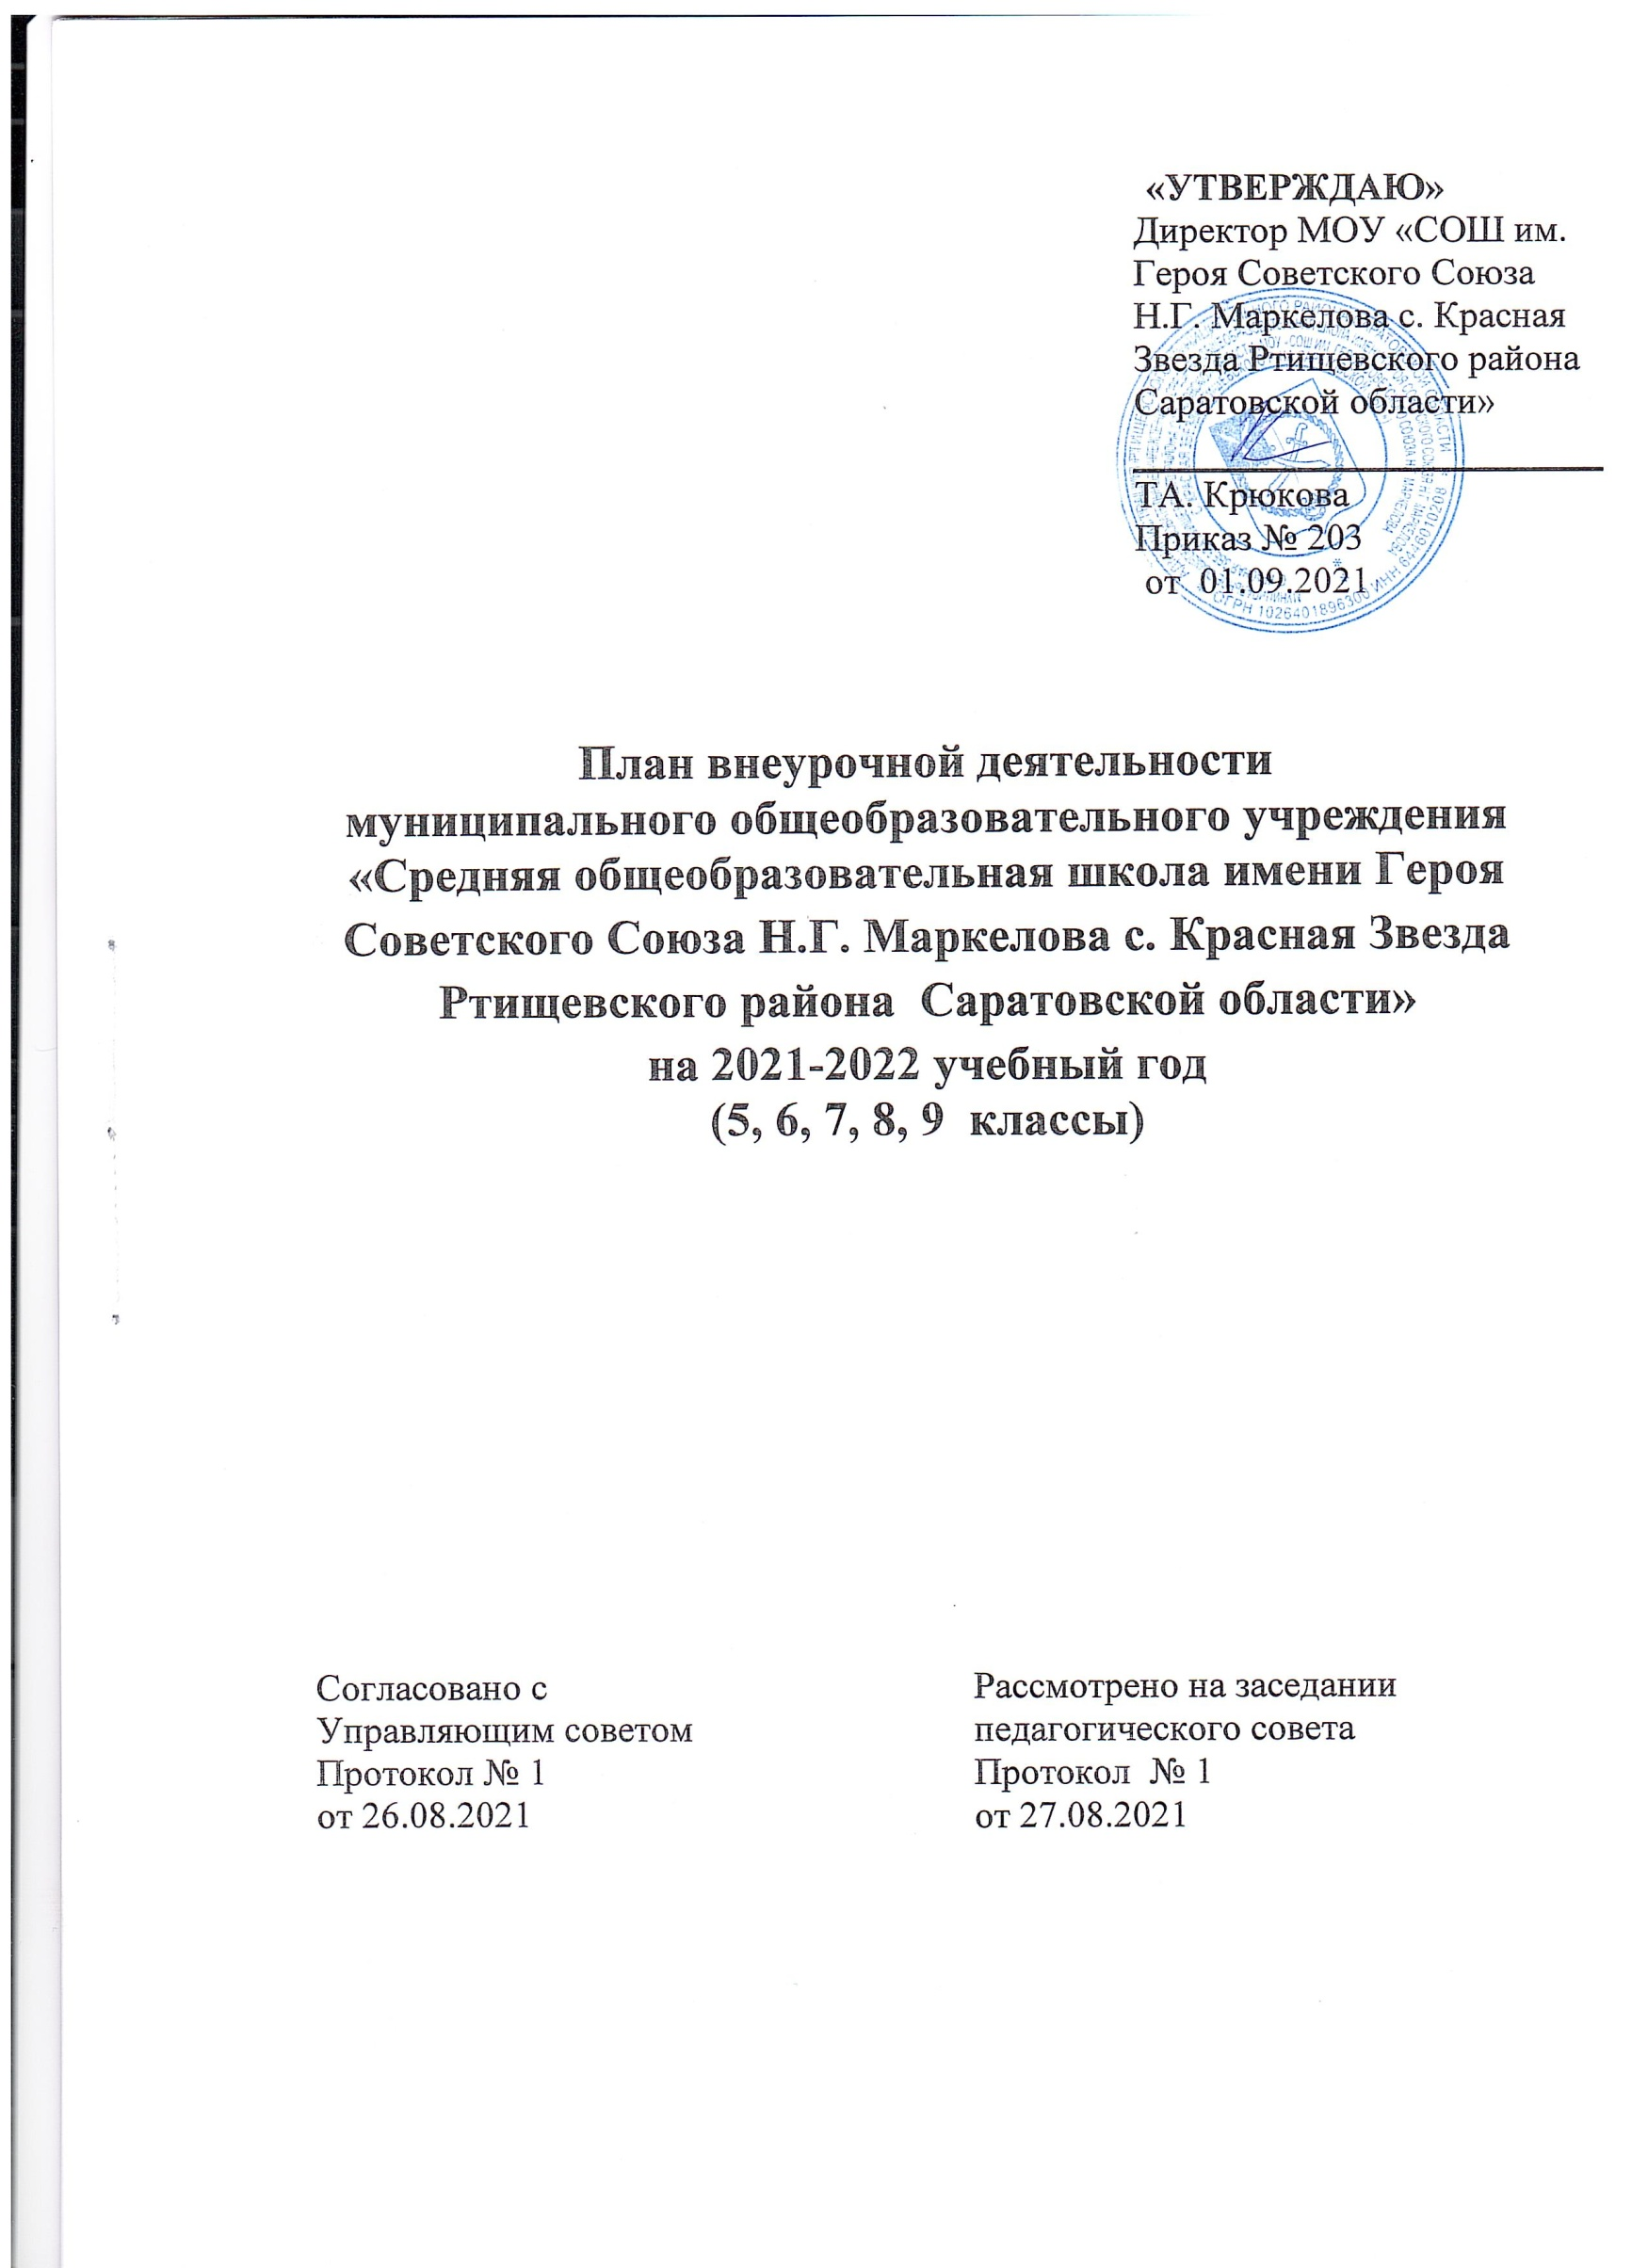 «УТВЕРЖДАЮ»
Директор МОУ «СОШ им.
Героя Советского Союза
Н.Г. Маркелова с. Красная
Звезда Ртищевского района
Саратовской области»
ТА. Крюкова
Приказ № 203
от 01.09.2021
ОГРН 1026401896300 ИНН
План внеурочной деятельности
муниципального общеобразовательного учреждения
«Средняя общеобразовательная школа имени Героя
Советского Союза Н.Г. Маркелова с. Красная Звезда
Ртищевского района Саратовской области»
на 2021-2022 учебный год
(5, 6, 7, 8, 9 классы)
Согласовано с
Управляющим советом
Протокол № 1
от 26.08.2021
Рассмотрено на заседании
педагогического совета
Протокол № 1
от 27.08.2021